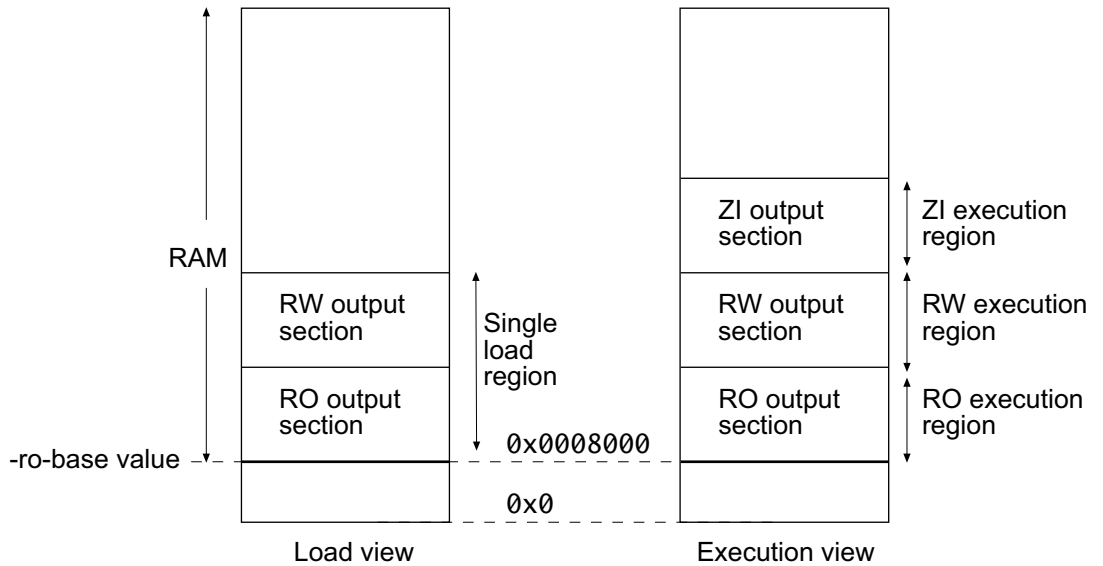 ZI output
section
ZI execution
region
RAM
RW output
section
Single
load
region
RW output
section
RW execution
region
RO output
section
RO output
section
RO execution
region
-ro-base value
0x0008000
0x0
Load view
Execution view